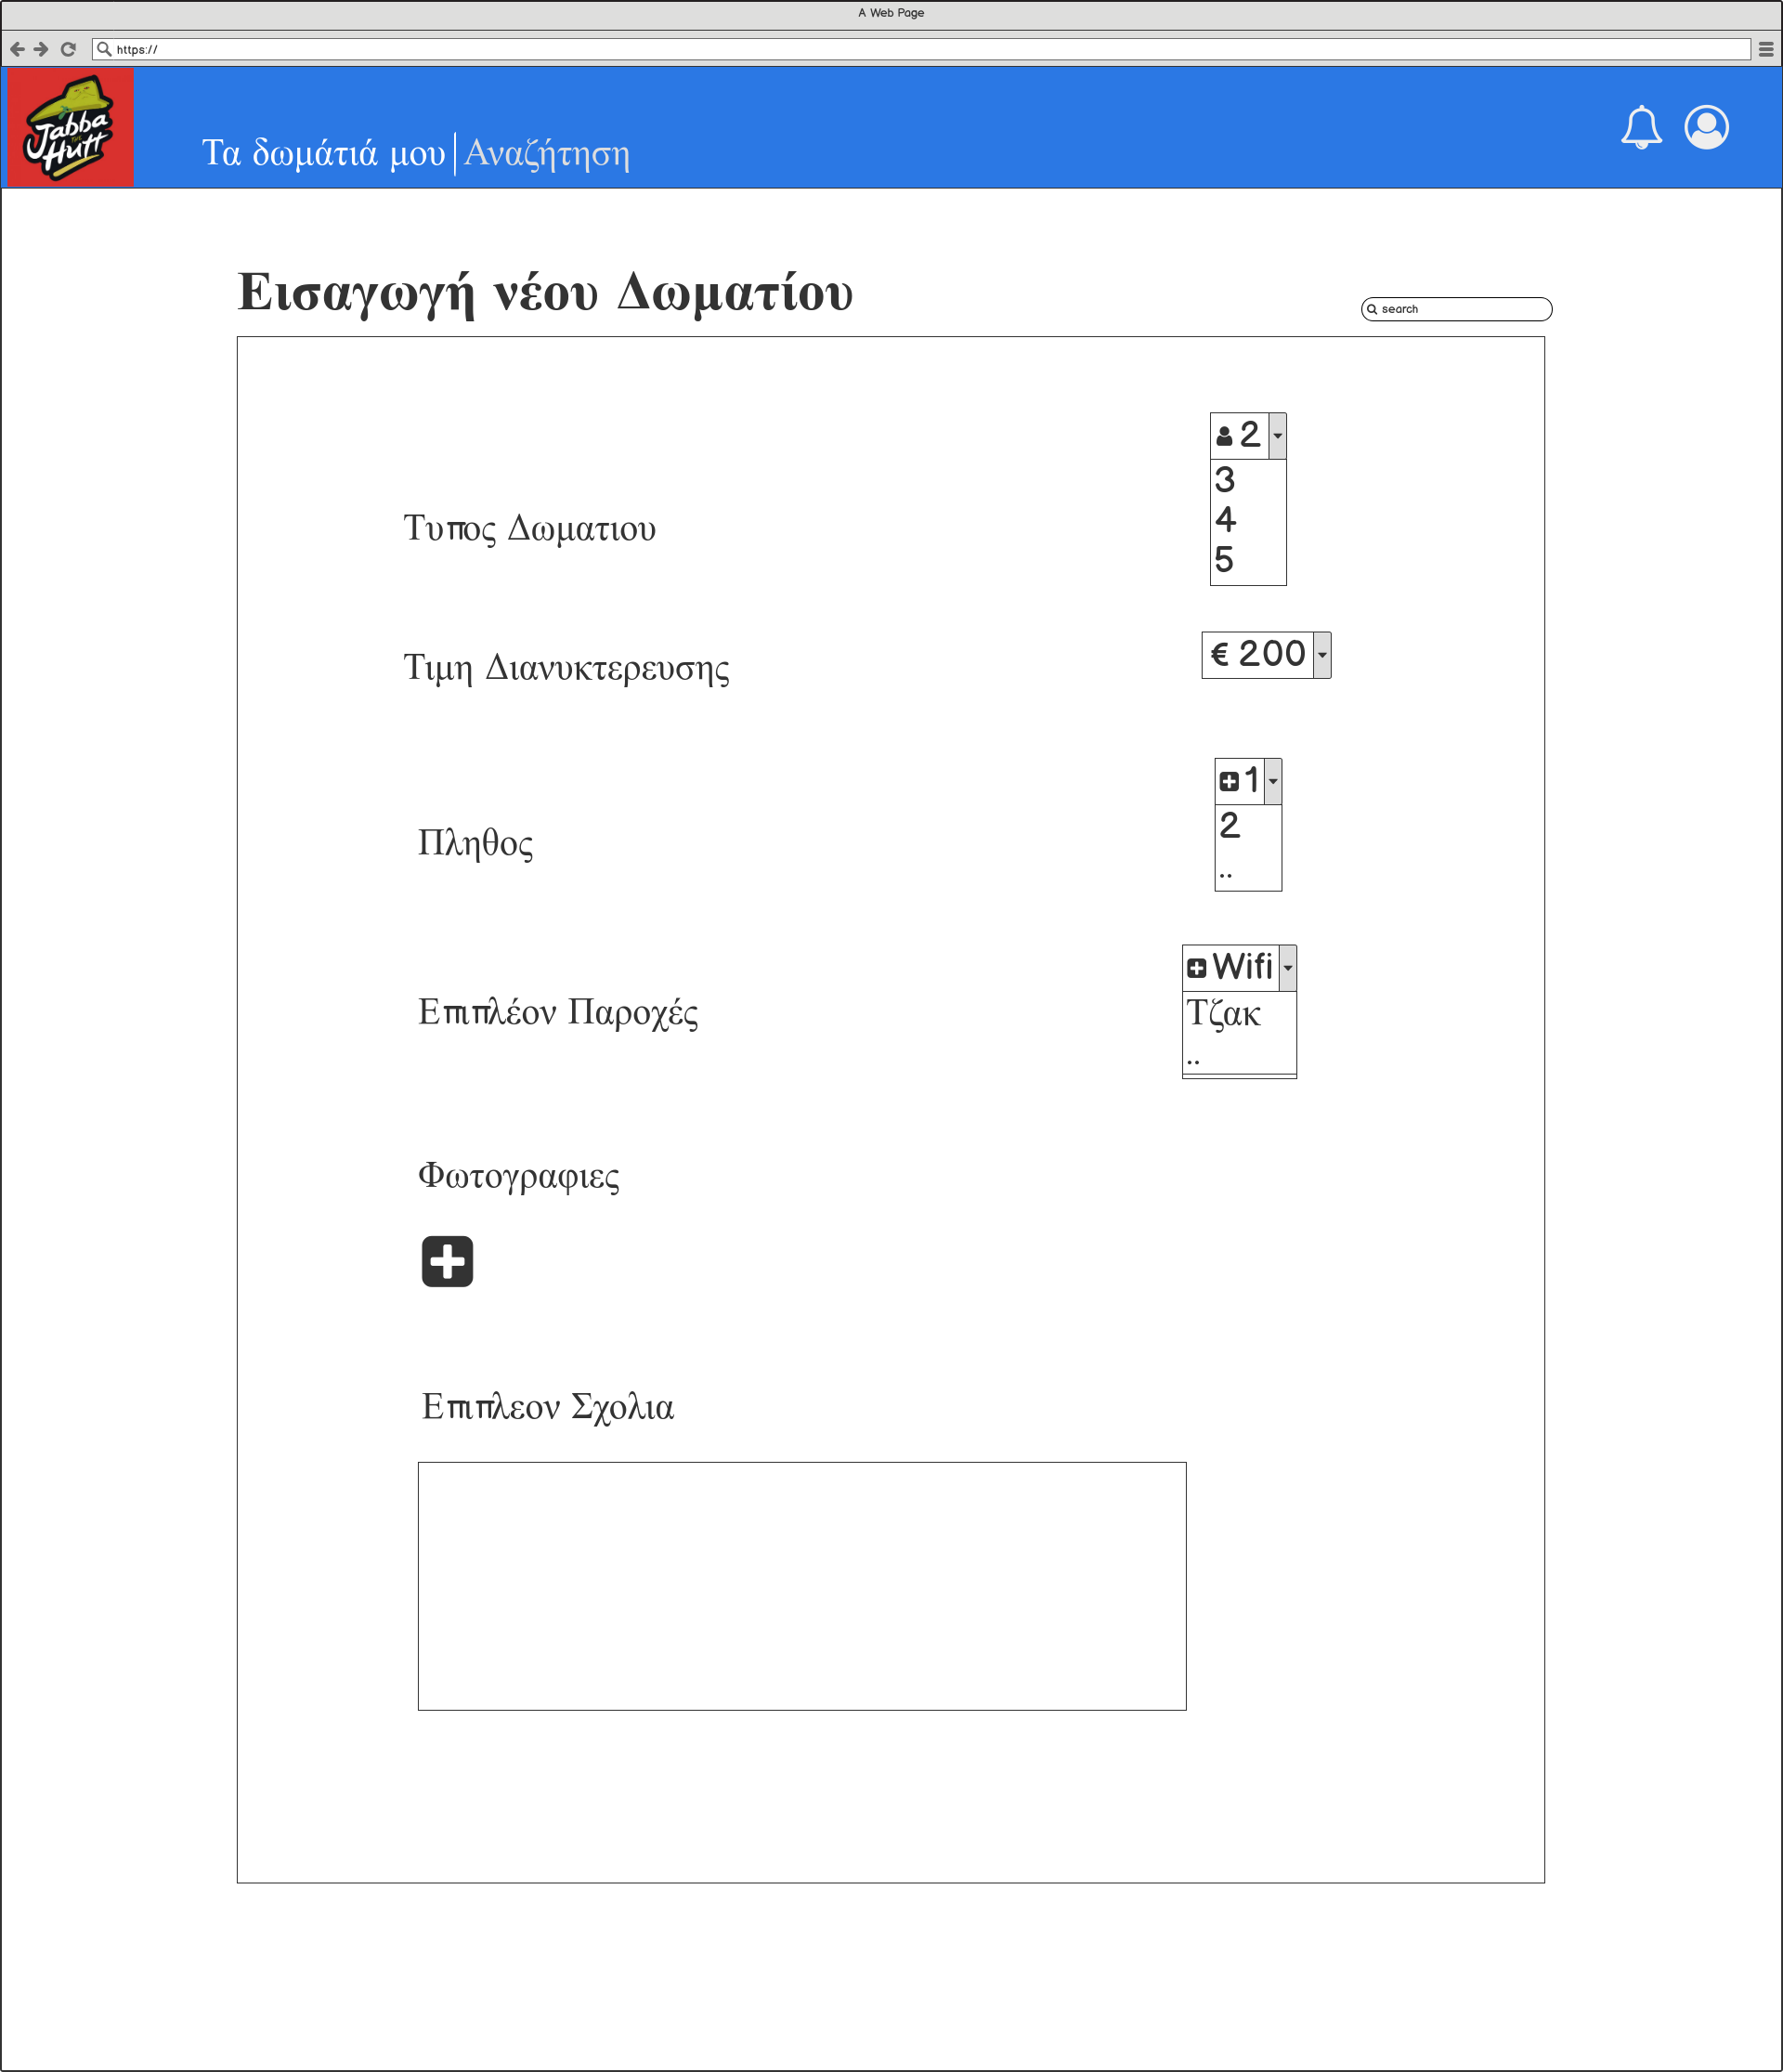 A Web Page
https://
Jabba
THE
Hutt
Τα δωμάτιά μου
Αναζήτηση
Εισαγωγή νέου Δωματίου
search
2
3
4
5
Τυπος Δωματιου
€ 200
Τιμη Διανυκτερευσης
1
2
..
Πληθος
Wifi
Τζακ
..
Επιπλέον Παροχές
Φωτογραφιες
Επιπλεον Σχολια